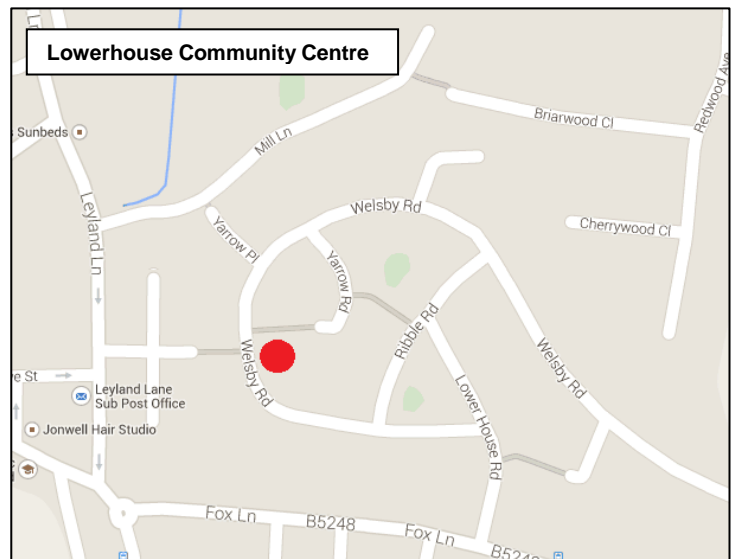 Lowerhouse Community Centre
Ln
Sunbeds
Mill Ln
Briarwood Cl
Redwood Ave
Leyland Ln
Welsby Rd
Cherrywood Cl
Yarrow Pl
Yarrow Rd
Ribble Rd
Welsby Rd
Welsby Rd
e St
Leyland Lane
Sub Post Office
Lower House Rd
Jonwell Hair Studio
Fox Ln
B5248
Fox Ln
B5248